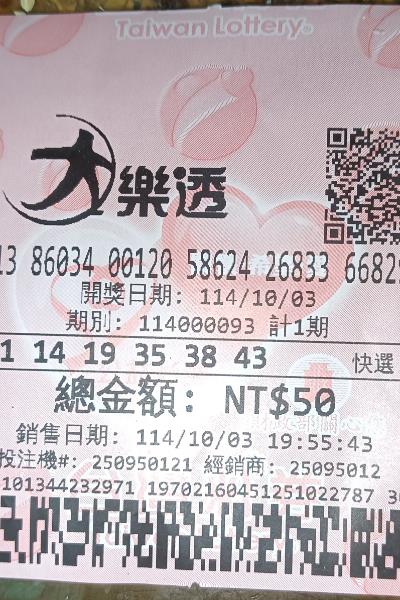 Taiwan Lottery
大樂透
13 86034 00120 58624 26833 6682
開獎日期: 114/10/03
期別: 114000093 計1期
1 14 19 35 38 43 快選
總金額: NT$50
銷售日期: 114/10/03 19:55:43
投注機#: 250950121 經銷商: 25095012
101344232971 19702160451251022787 3